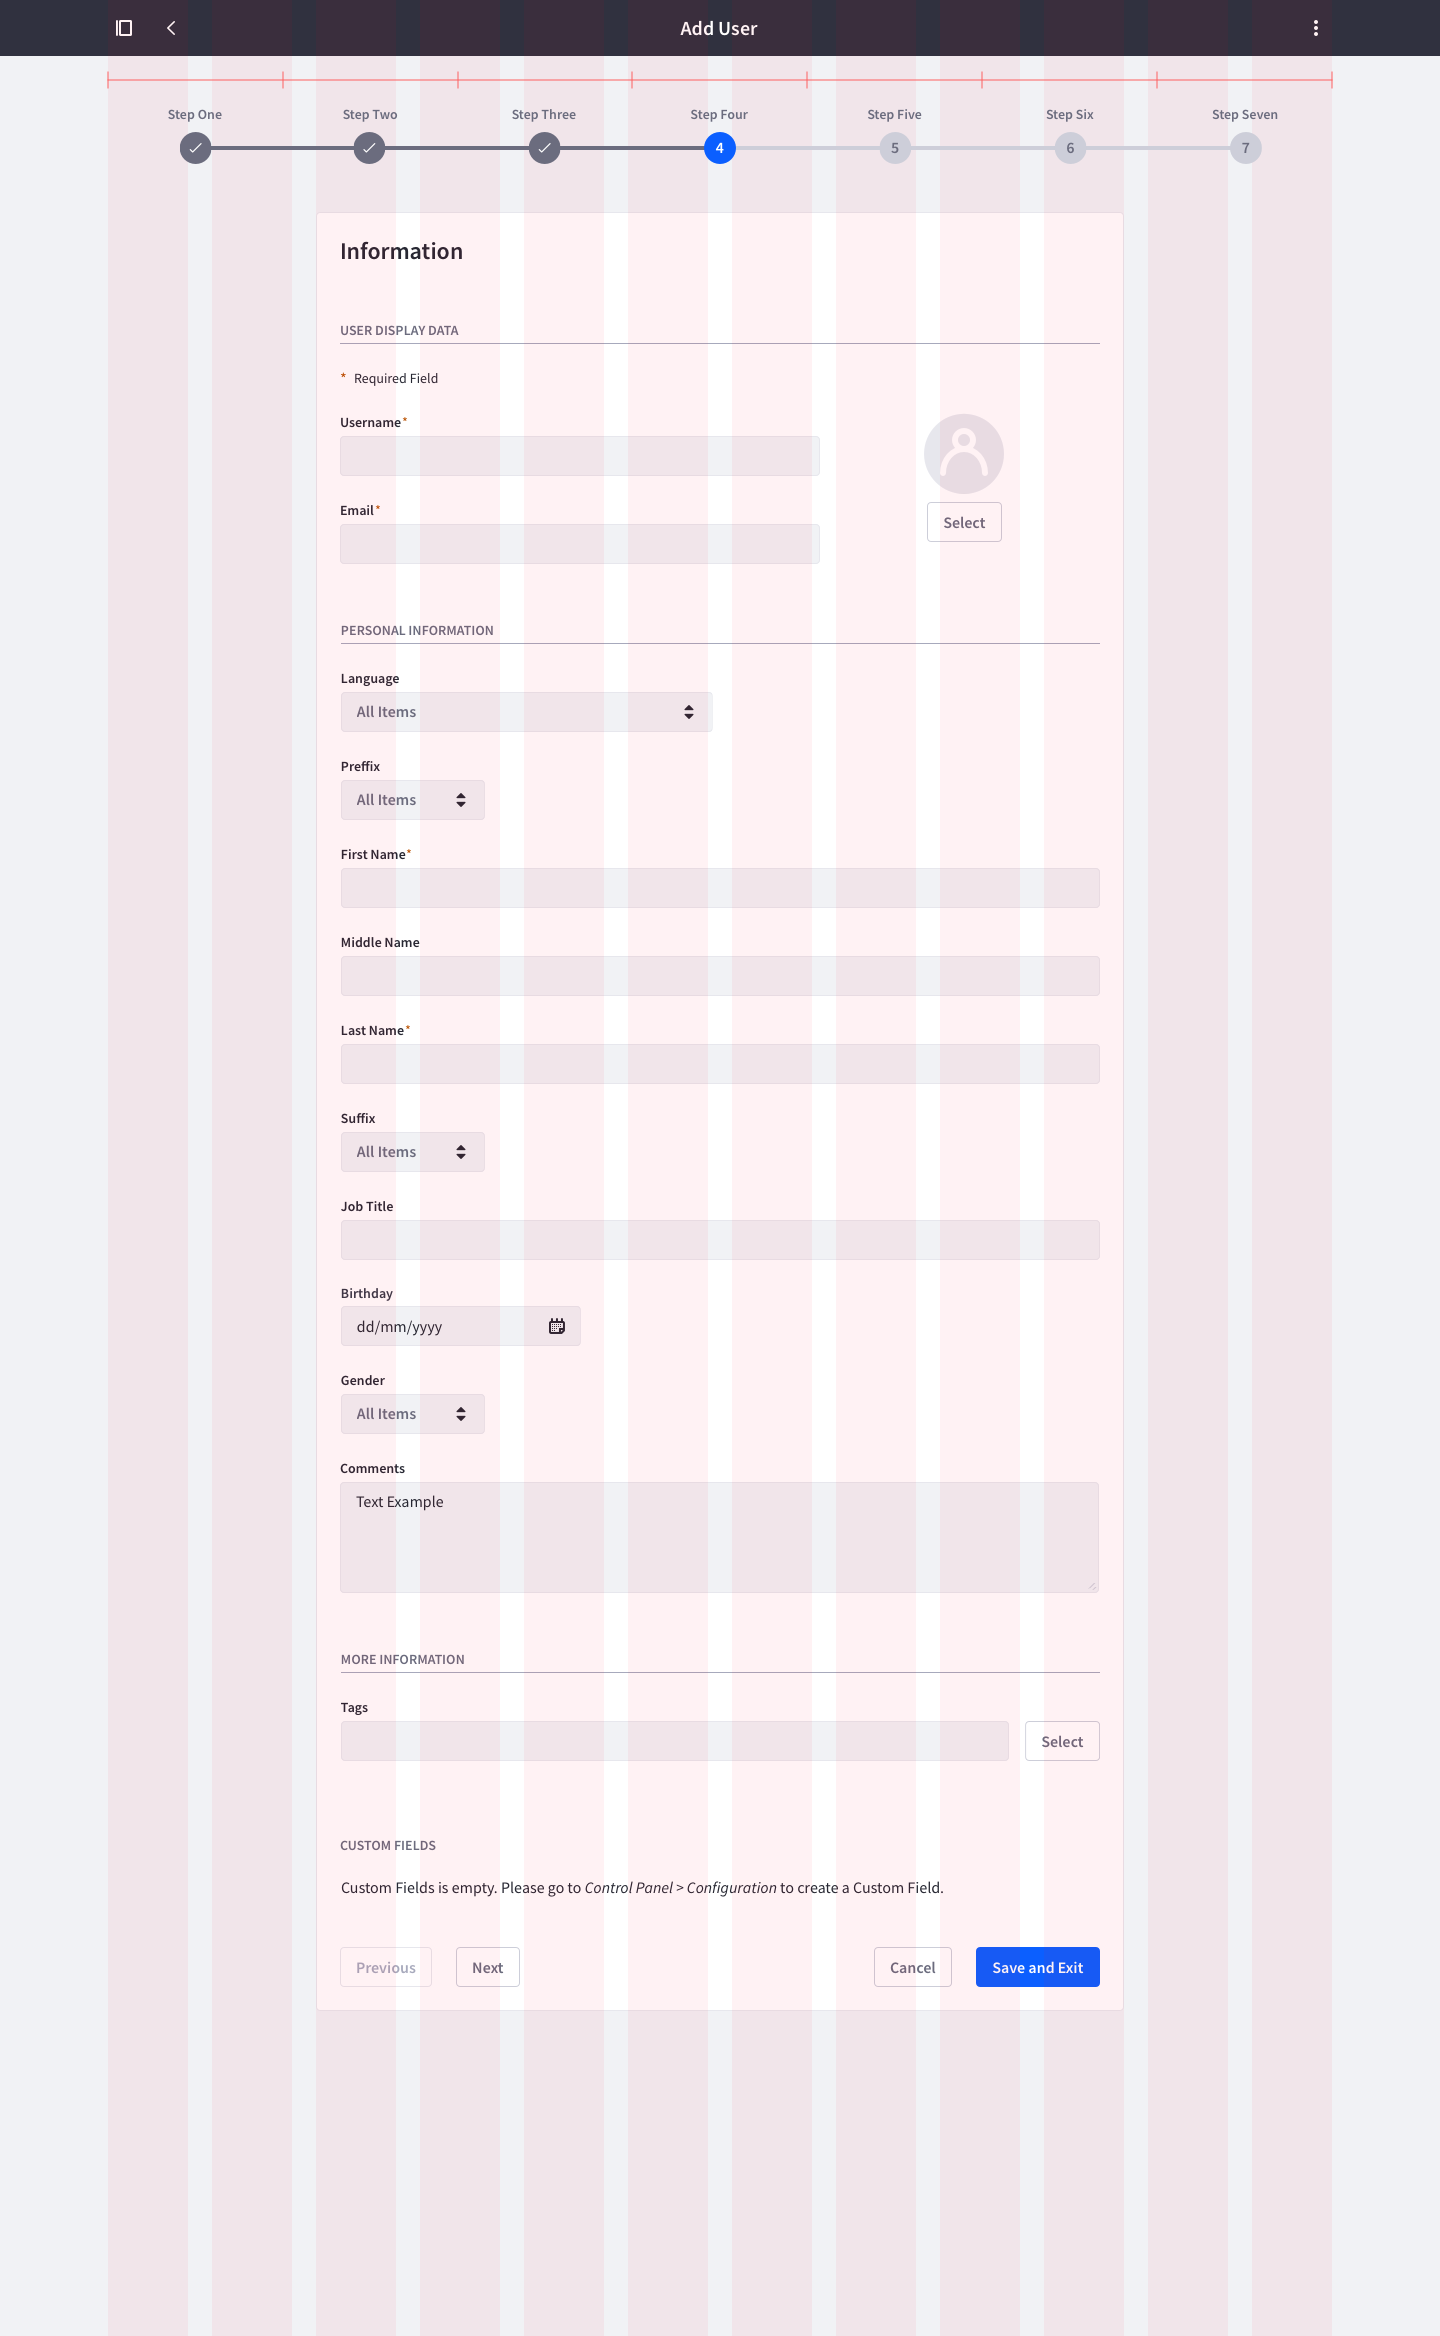 Add User
Step One Step Two Step Three Step Four Step Five Step Six Step Seven
4 5 6 7
Information
USER DISPLAY DATA
* Required Field
Username*
Email*
Select
PERSONAL INFORMATION
Language
All Items
Preffix
All Items
First Name*
Middle Name
Last Name*
Suffix
All Items
Job Title
Birthday
dd/mm/yyyy
Gender
All Items
Comments
Text Example
MORE INFORMATION
Tags
Select
CUSTOM FIELDS
Custom Fields is empty. Please go to Control Panel > Configuration to create a Custom Field.
Previous Next Cancel Save and Exit